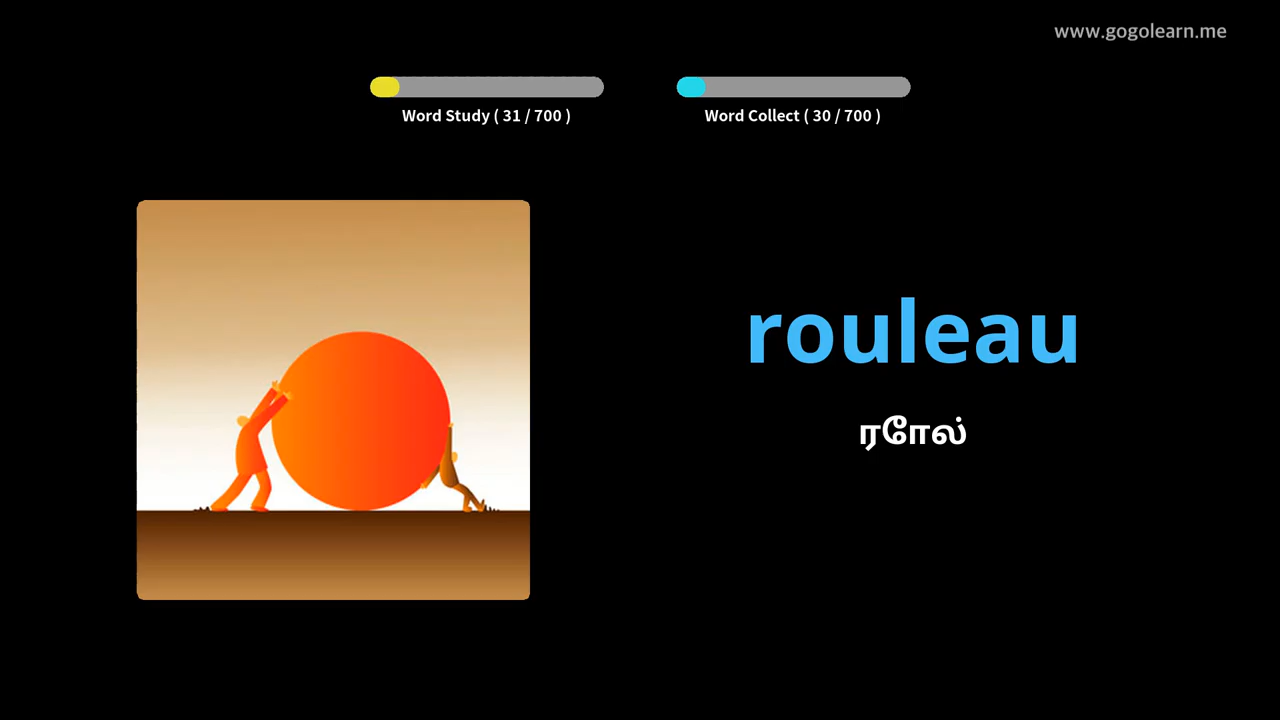 www.gogolearn.me
Word Study ( 31 / 700 )
Word Collect ( 30 / 700 )
rouleau
ரோல்